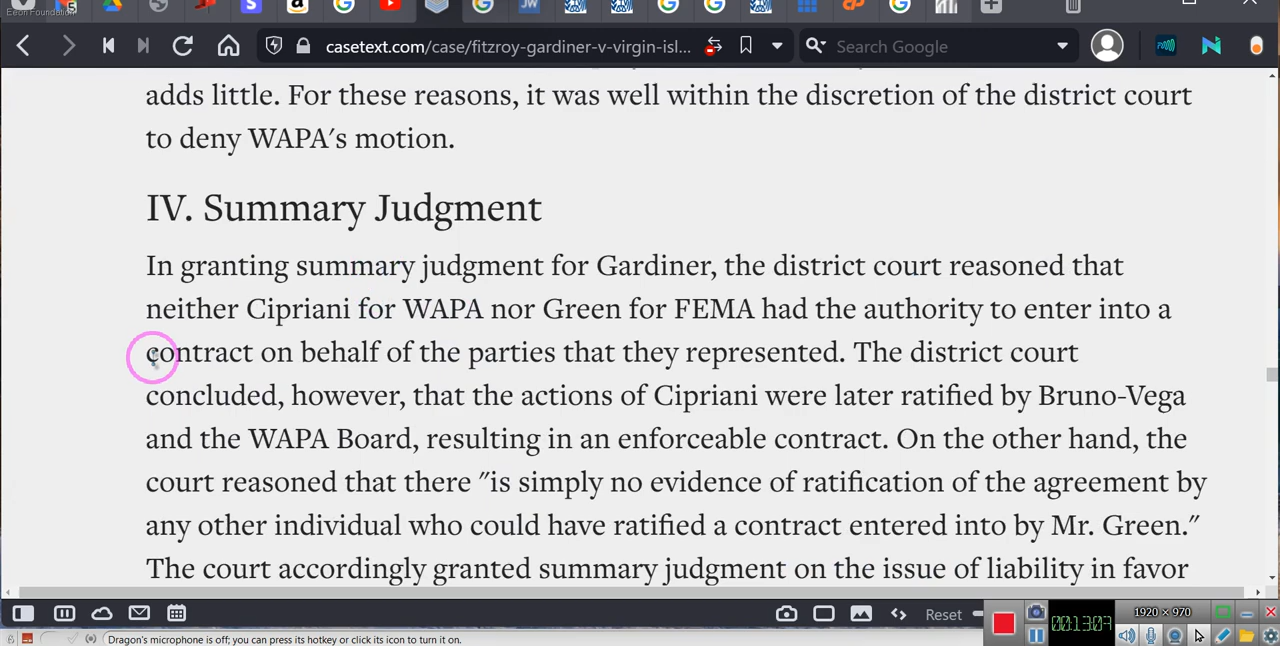 Eeon Foundation
casetext.com/case/fitzroy-gardiner-v-virgin-isl...
Search Google
adds little. For these reasons, it was well within the discretion of the district court
to deny WAPA's motion.
IV. Summary Judgment
In granting summary judgment for Gardiner, the district court reasoned that
neither Cipriani for WAPA nor Green for FEMA had the authority to enter into a
contract on behalf of the parties that they represented. The district court
concluded, however, that the actions of Cipriani were later ratified by Bruno-Vega
and the WAPA Board, resulting in an enforceable contract. On the other hand, the
court reasoned that there "is simply no evidence of ratification of the agreement by
any other individual who could have ratified a contract entered into by Mr. Green."
The court accordingly granted summary judgment on the issue of liability in favor
Reset
00:13:07
1920 × 970
Dragon's microphone is off; you can press its hotkey or click its icon to turn it on.